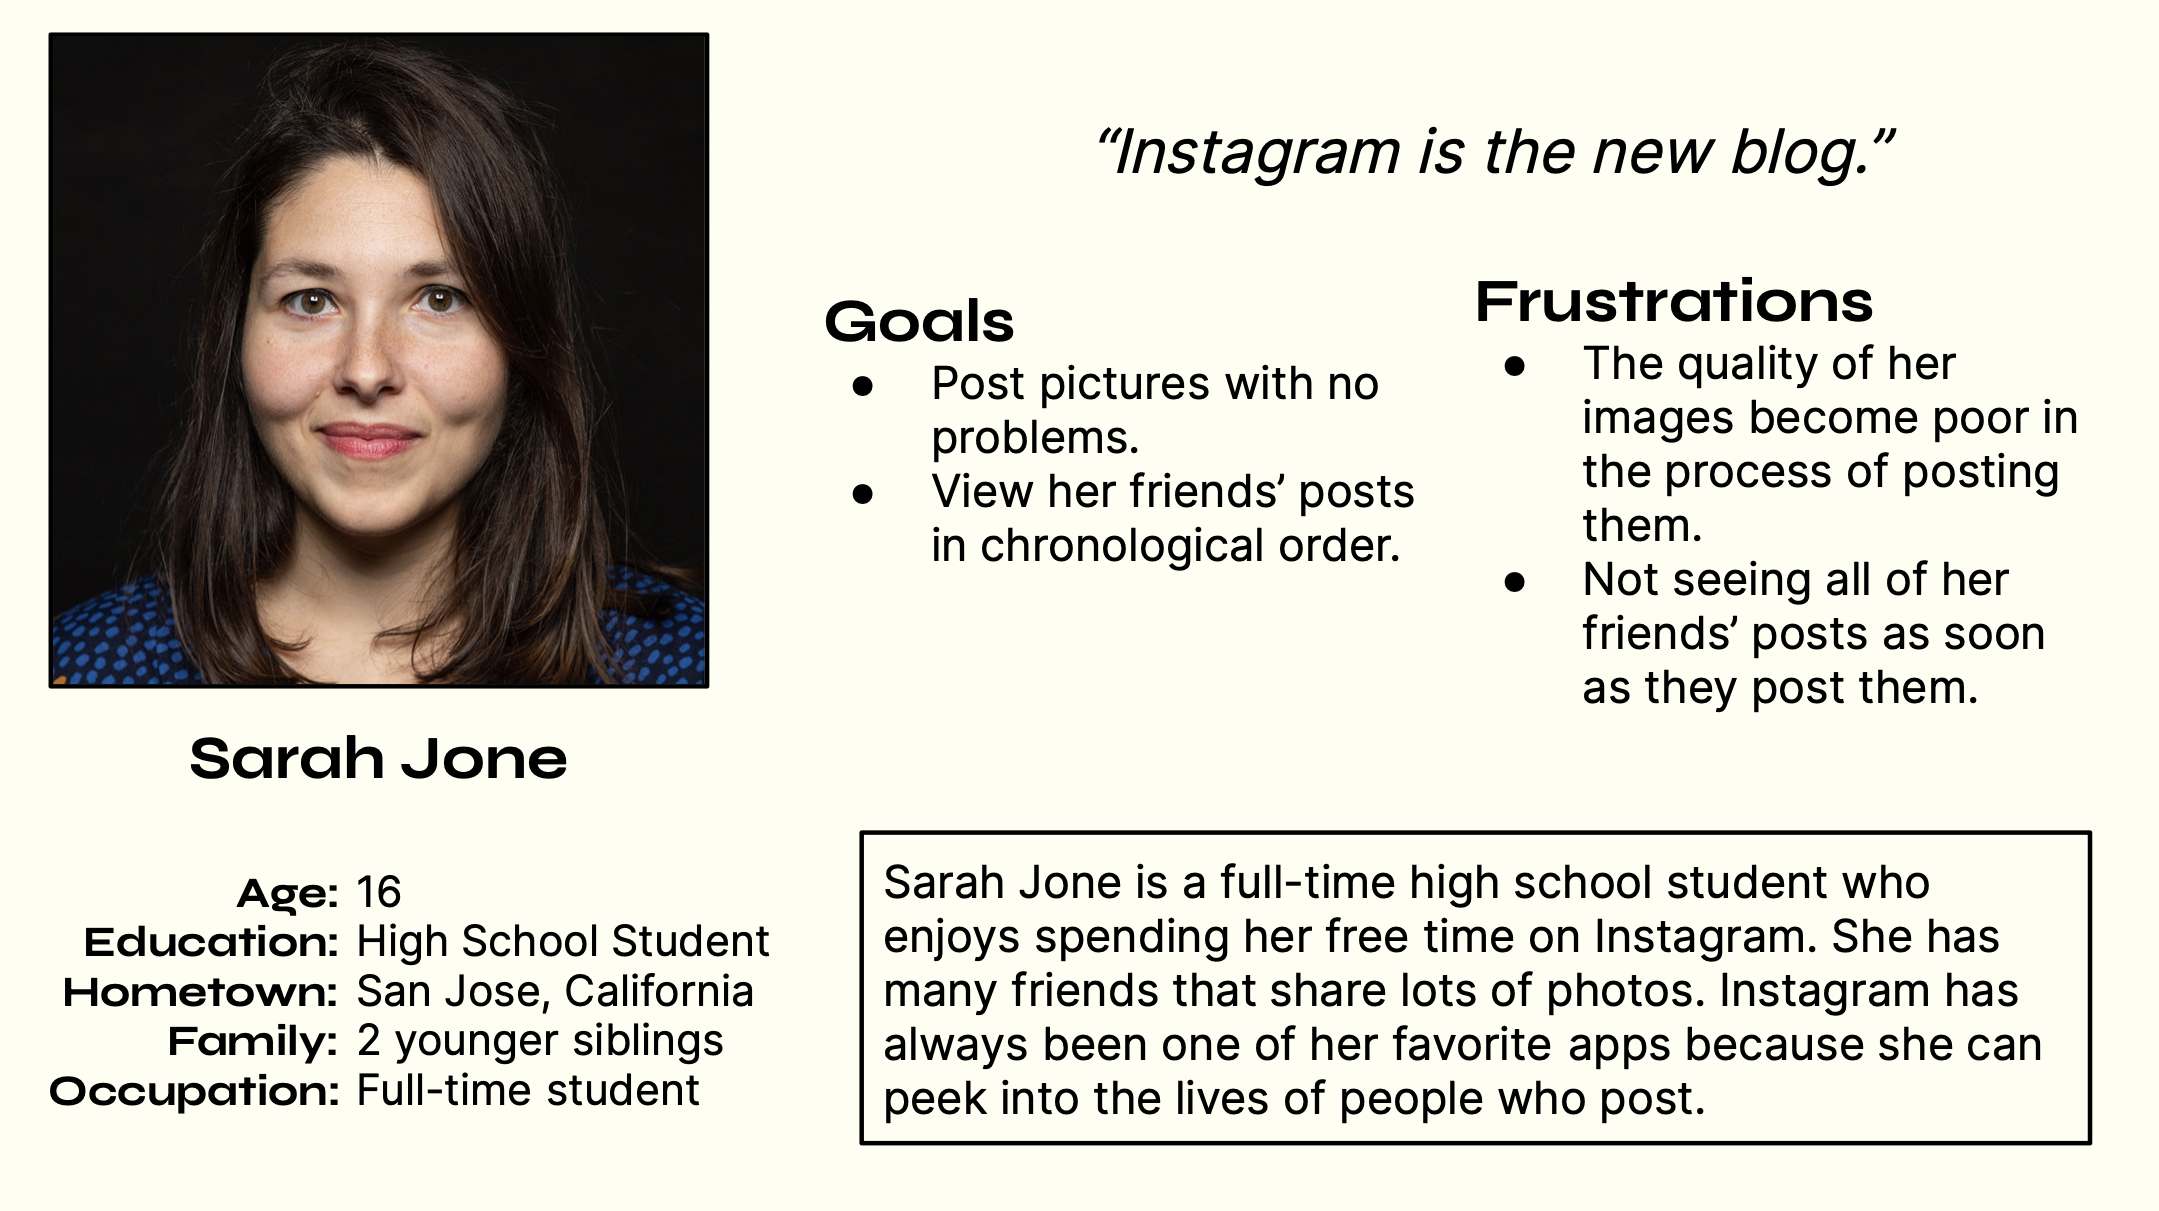 “Instagram is the new blog.”
Goals
● Post pictures with no
problems.
● View her friends’ posts
in chronological order.
Frustrations
● The quality of her
images become poor in
the process of posting
them.
● Not seeing all of her
friends’ posts as soon
as they post them.
Sarah Jone
Age: 16
Education: High School Student
Hometown: San Jose, California
Family: 2 younger siblings
Occupation: Full-time student
Sarah Jone is a full-time high school student who
enjoys spending her free time on Instagram. She has
many friends that share lots of photos. Instagram has
always been one of her favorite apps because she can
peek into the lives of people who post.